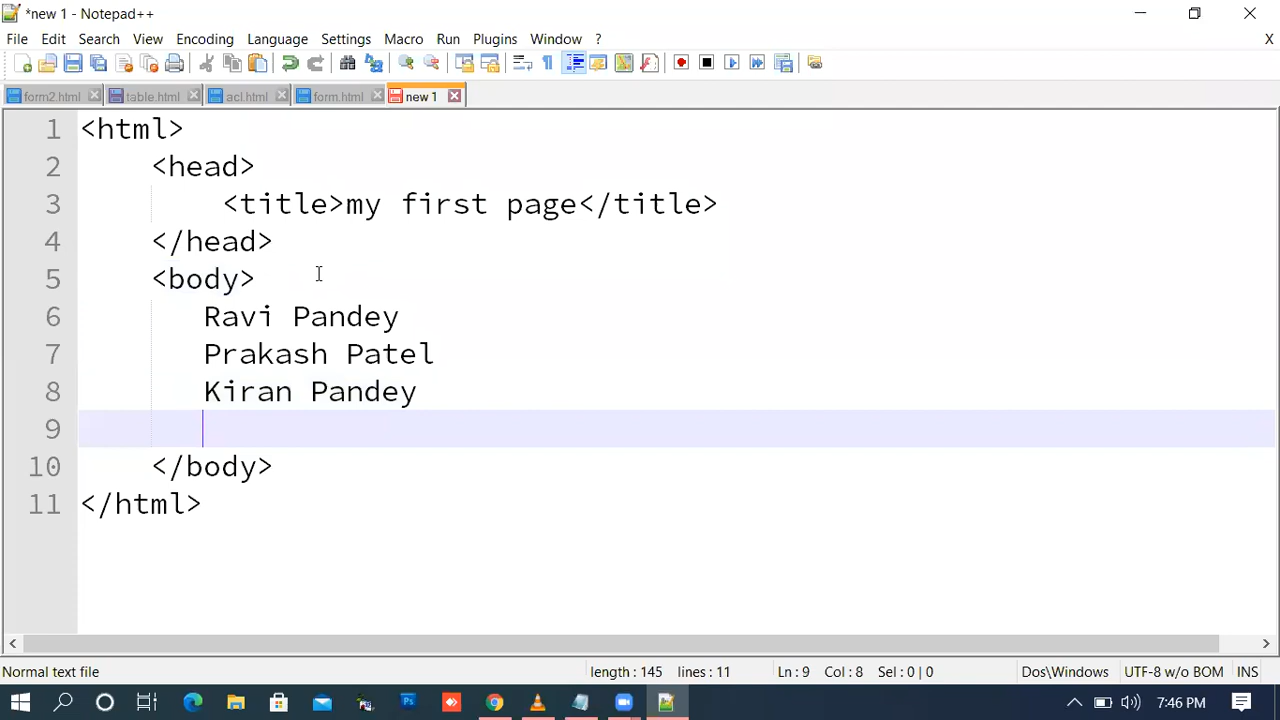 *new 1 - Notepad++
File Edit Search View Encoding Language Settings Macro Run Plugins Window ? X
form2.html table.html acl.html form.html new 1
1 <html>
2 <head>
3 <title>my first page</title>
4 </head>
5 <body>
6 Ravi Pandey
7 Prakash Patel
8 Kiran Pandey
9
10 </body>
11 </html>
Normal text file length : 145 lines : 11 Ln : 9 Col : 8 Sel : 0 | 0 Dos\Windows UTF-8 w/o BOM INS
Ps 7:46 PM